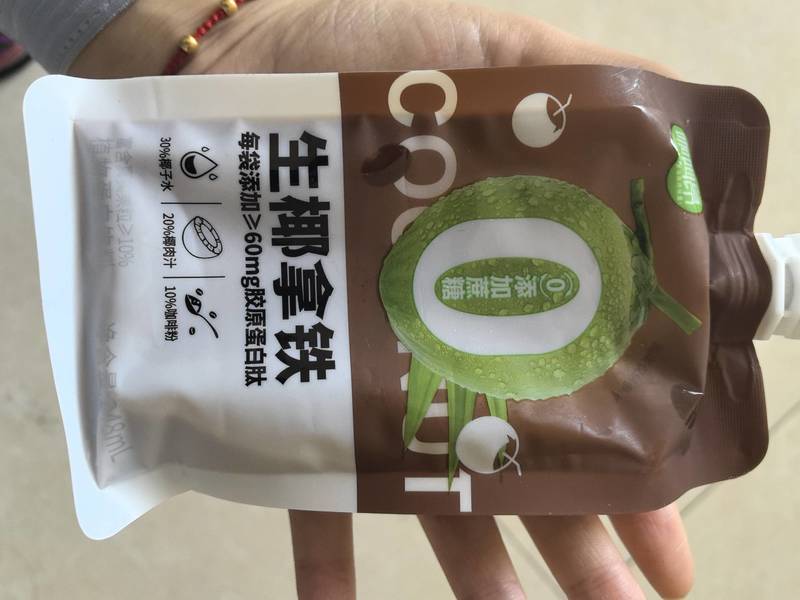 COCONUT
0添加蔗糖
生椰拿铁
每袋添加≥60mg胶原蛋白肽
30%椰子水
20%椰肉汁
10%咖啡粉